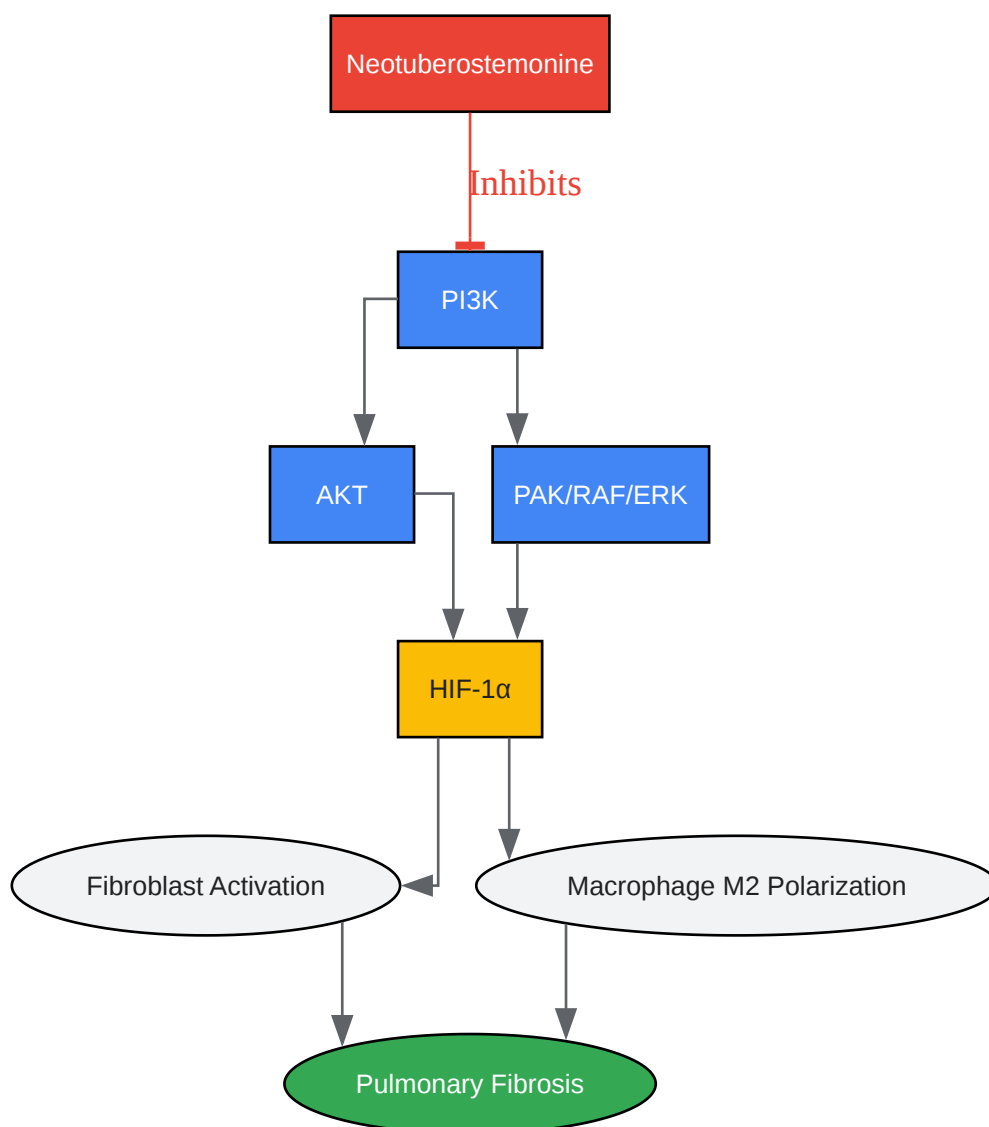 Neotuberostemonine
Inhibits
PI3K
AKT
PAK/RAF/ERK
HIF-1α
Fibroblast Activation
Macrophage M2 Polarization
Pulmonary Fibrosis